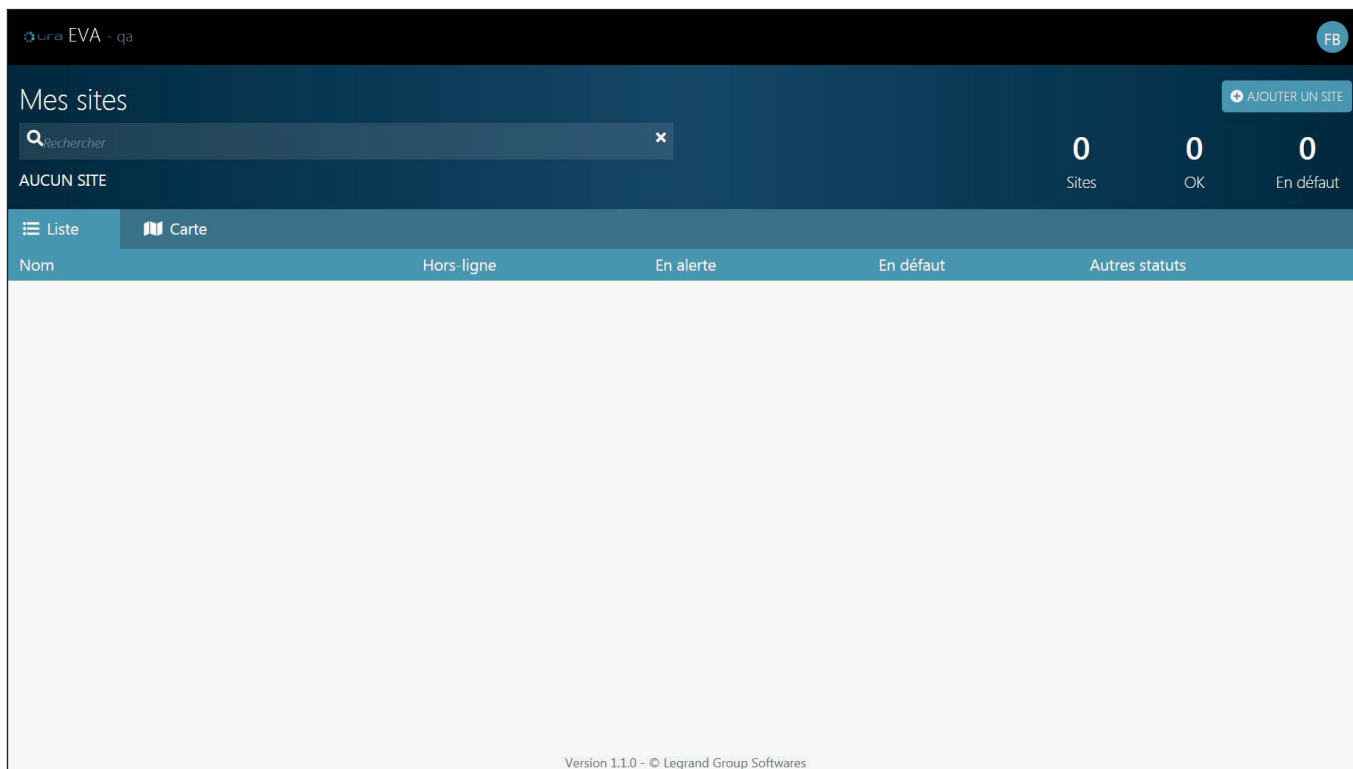 ura EVA - qa
FB
Mes sites
AJOUTER UN SITE
Rechercher
0 0 0
AUCUN SITE
Sites OK En défaut
Liste Carte
Nom Hors-ligne En alerte En défaut Autres statuts
Version 1.1.0 - © Legrand Group Softwares